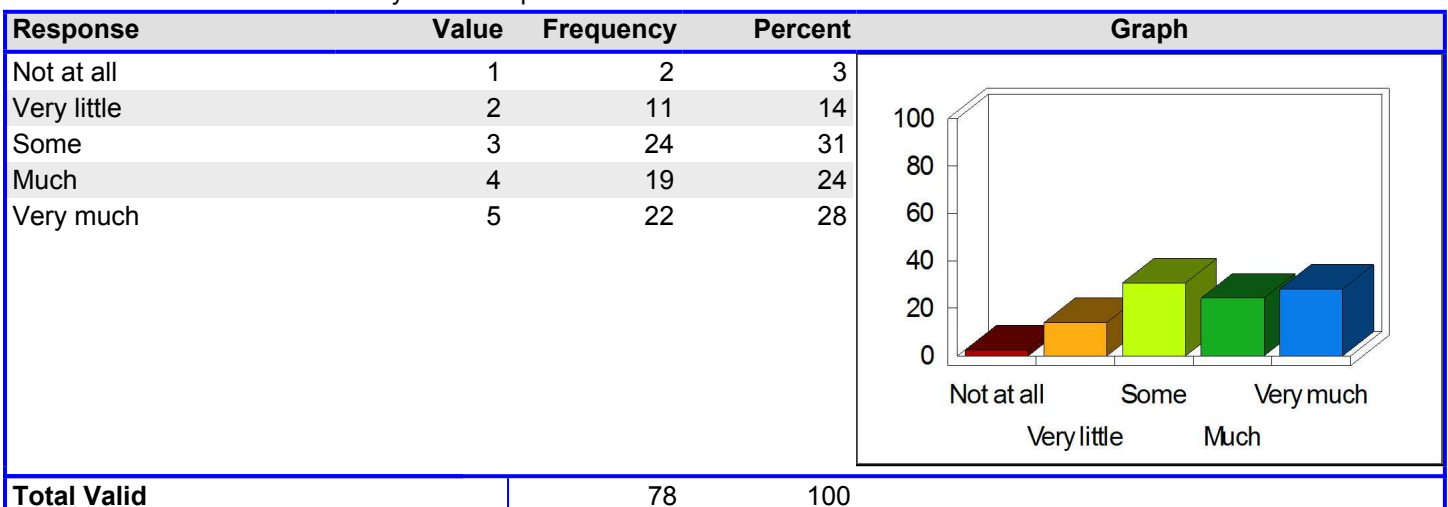 Response Value Frequency Percent Graph
Not at all 1 2 3
Very little 2 11 14
Some 3 24 31
Much 4 19 24
Very much 5 22 28
100
80
60
40
20
0
Not at all Some Very much
Very little Much
Total Valid 78 100